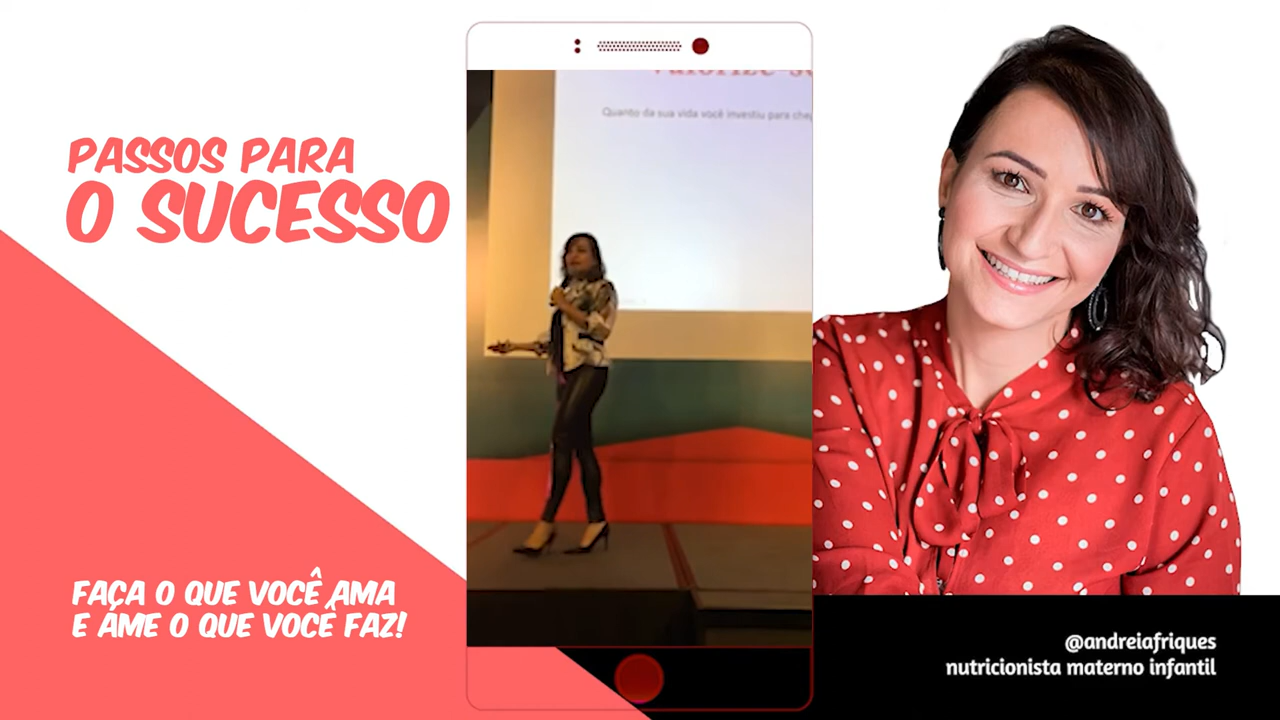 PASSOS PARA
O SUCESSO
Quanto da sua vida você investiu para
FAÇA O QUE VOCÊ AMA
E AME O QUE VOCÊ FAZ!
@andreiafriques
nutricionista materno infantil